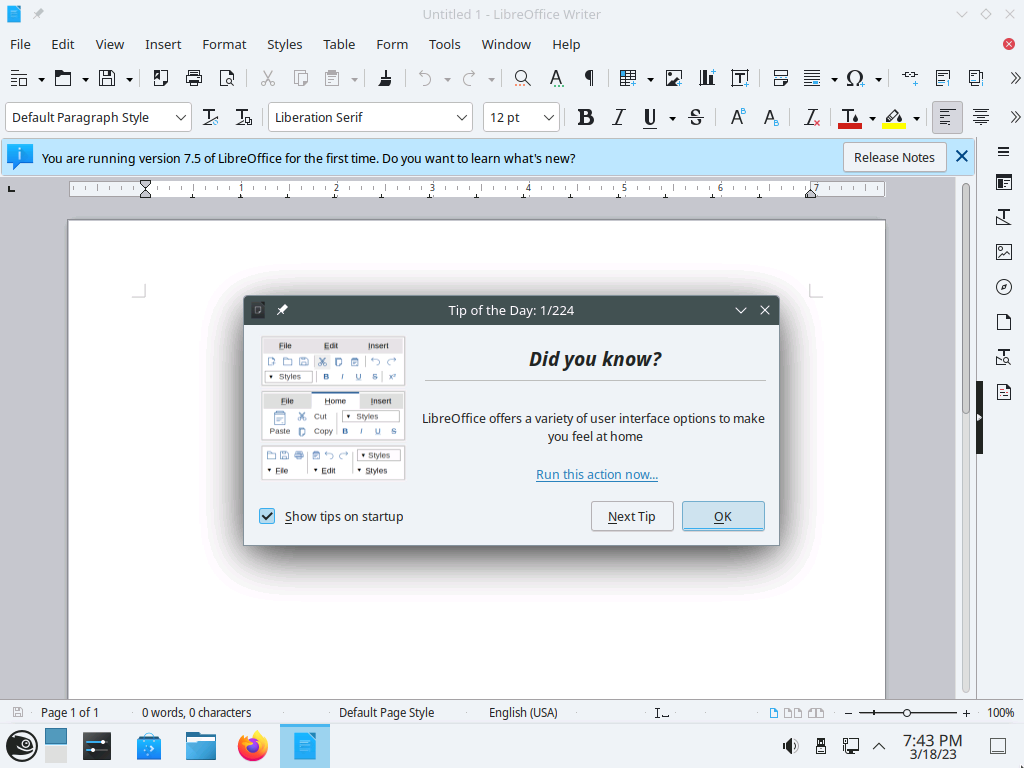 Untitled 1 - LibreOffice Writer
File Edit View Insert Format Styles Table Form Tools Window Help
Default Paragraph Style Liberation Serif 12 pt
You are running version 7.5 of LibreOffice for the first time. Do you want to learn what's new? Release Notes
1 2 3 4 5 6 7
Tip of the Day: 1/224
File Edit Insert
Styles B I U S x²
File Home Insert
Cut Styles
Paste Copy B I U S
Styles
File Edit Styles
Did you know?
LibreOffice offers a variety of user interface options to make
you feel at home
Run this action now...
Show tips on startup Next Tip OK
Page 1 of 1 0 words, 0 characters Default Page Style English (USA) 100%
7:43 PM
3/18/23